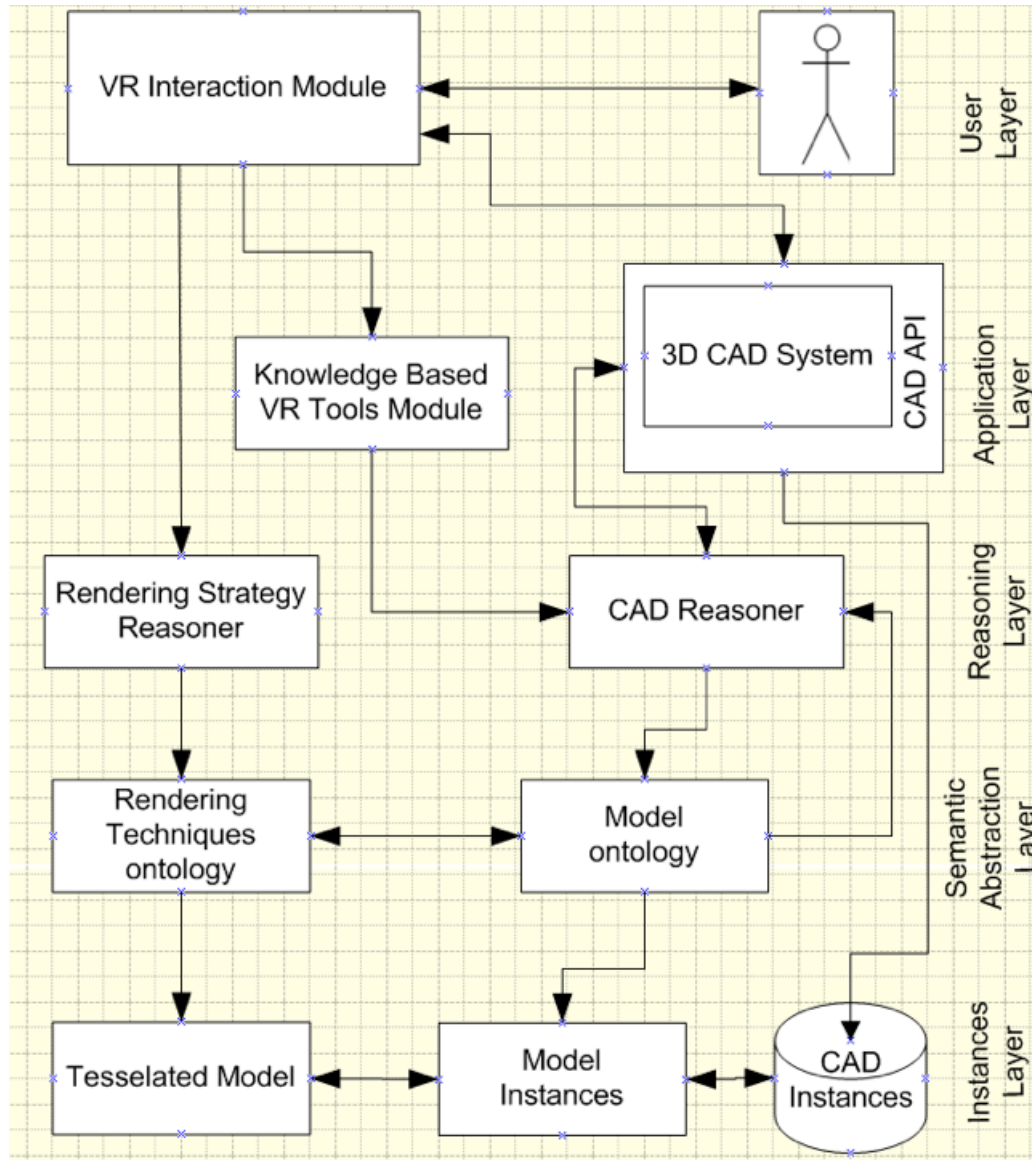 VR Interaction Module
User
Layer
3D CAD System
CAD API
Application
Layer
Knowledge Based
VR Tools Module
Rendering Strategy
Reasoner
CAD Reasoner
Reasoning
Layer
Rendering
Techniques
ontology
Model
ontology
Semantic
Abstraction
Layer
Tesselated Model
Model
Instances
CAD
Instances
Instances
Layer